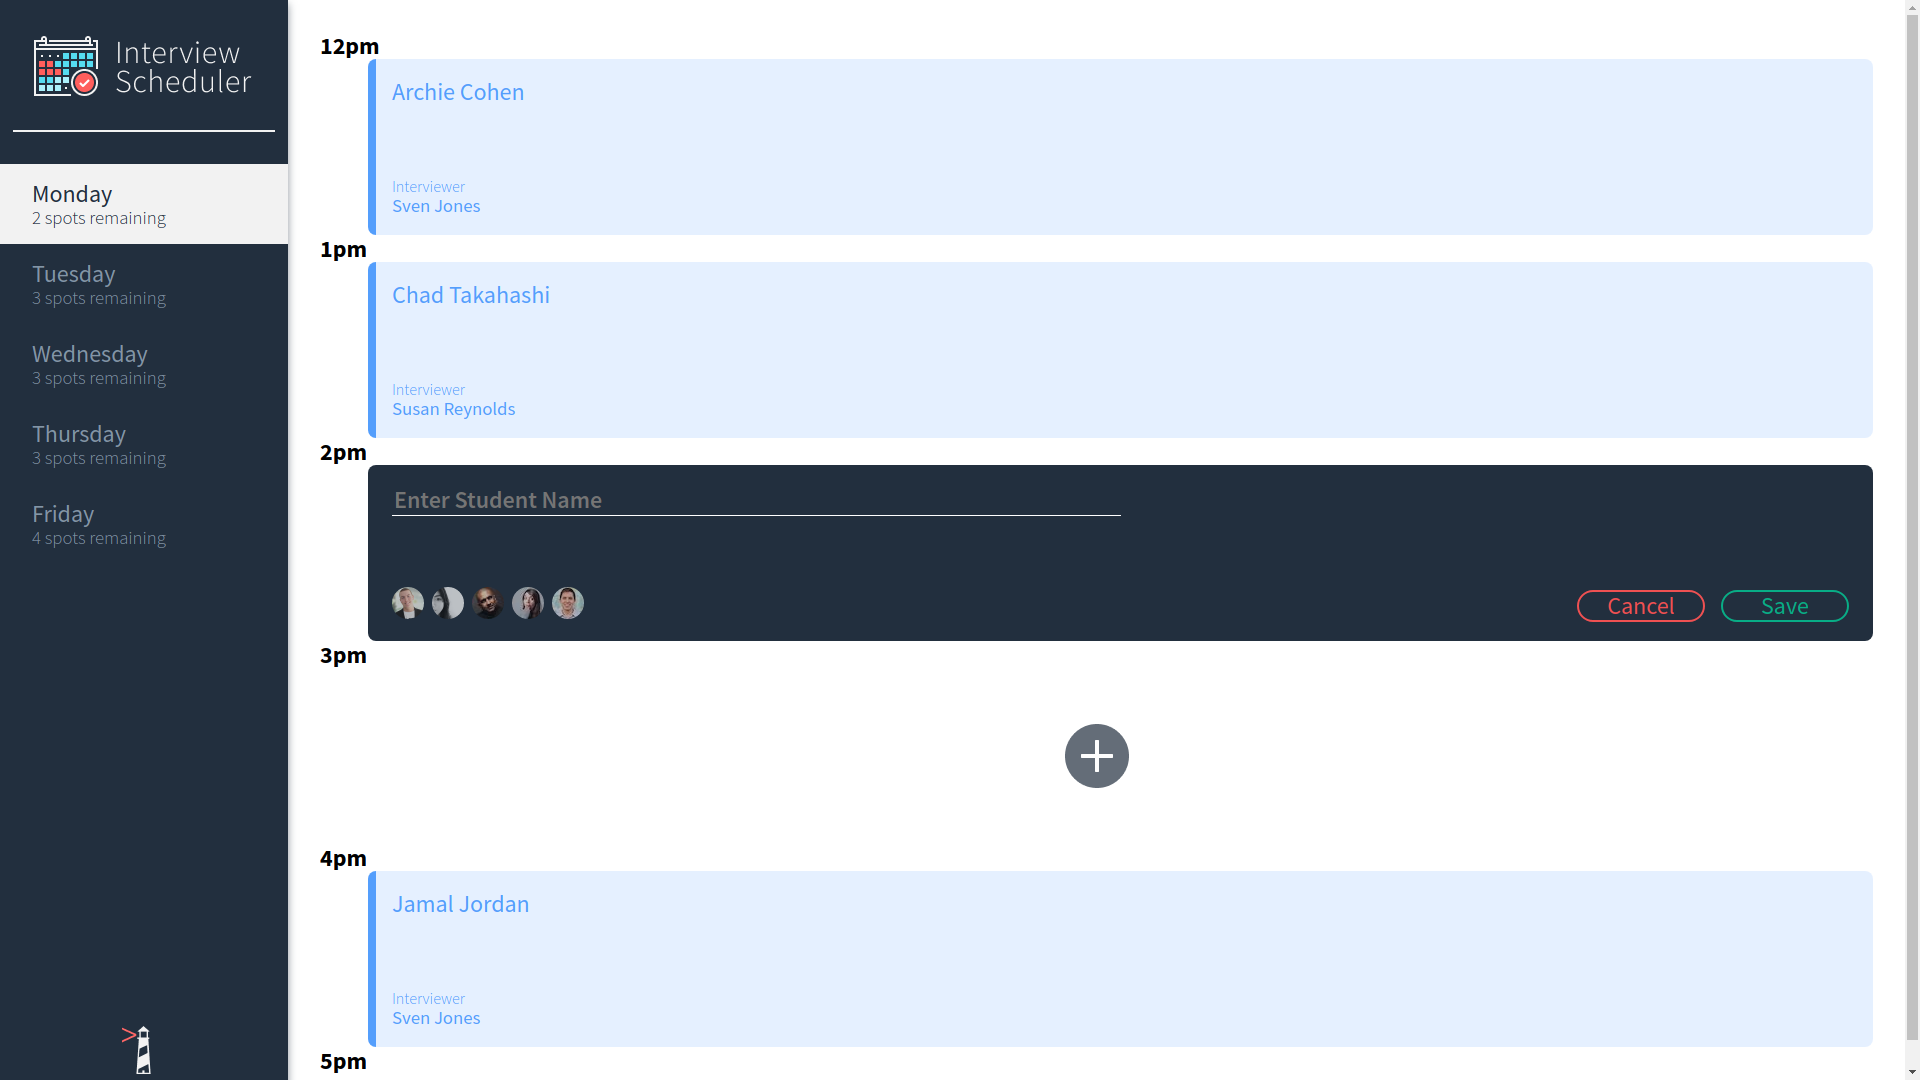 Interview
Scheduler
Monday
2 spots remaining
Tuesday
3 spots remaining
Wednesday
3 spots remaining
Thursday
3 spots remaining
Friday
4 spots remaining
12pm
Archie Cohen
Interviewer
Sven Jones
1pm
Chad Takahashi
Interviewer
Susan Reynolds
2pm
Enter Student Name
Cancel
Save
3pm
4pm
Jamal Jordan
Interviewer
Sven Jones
5pm